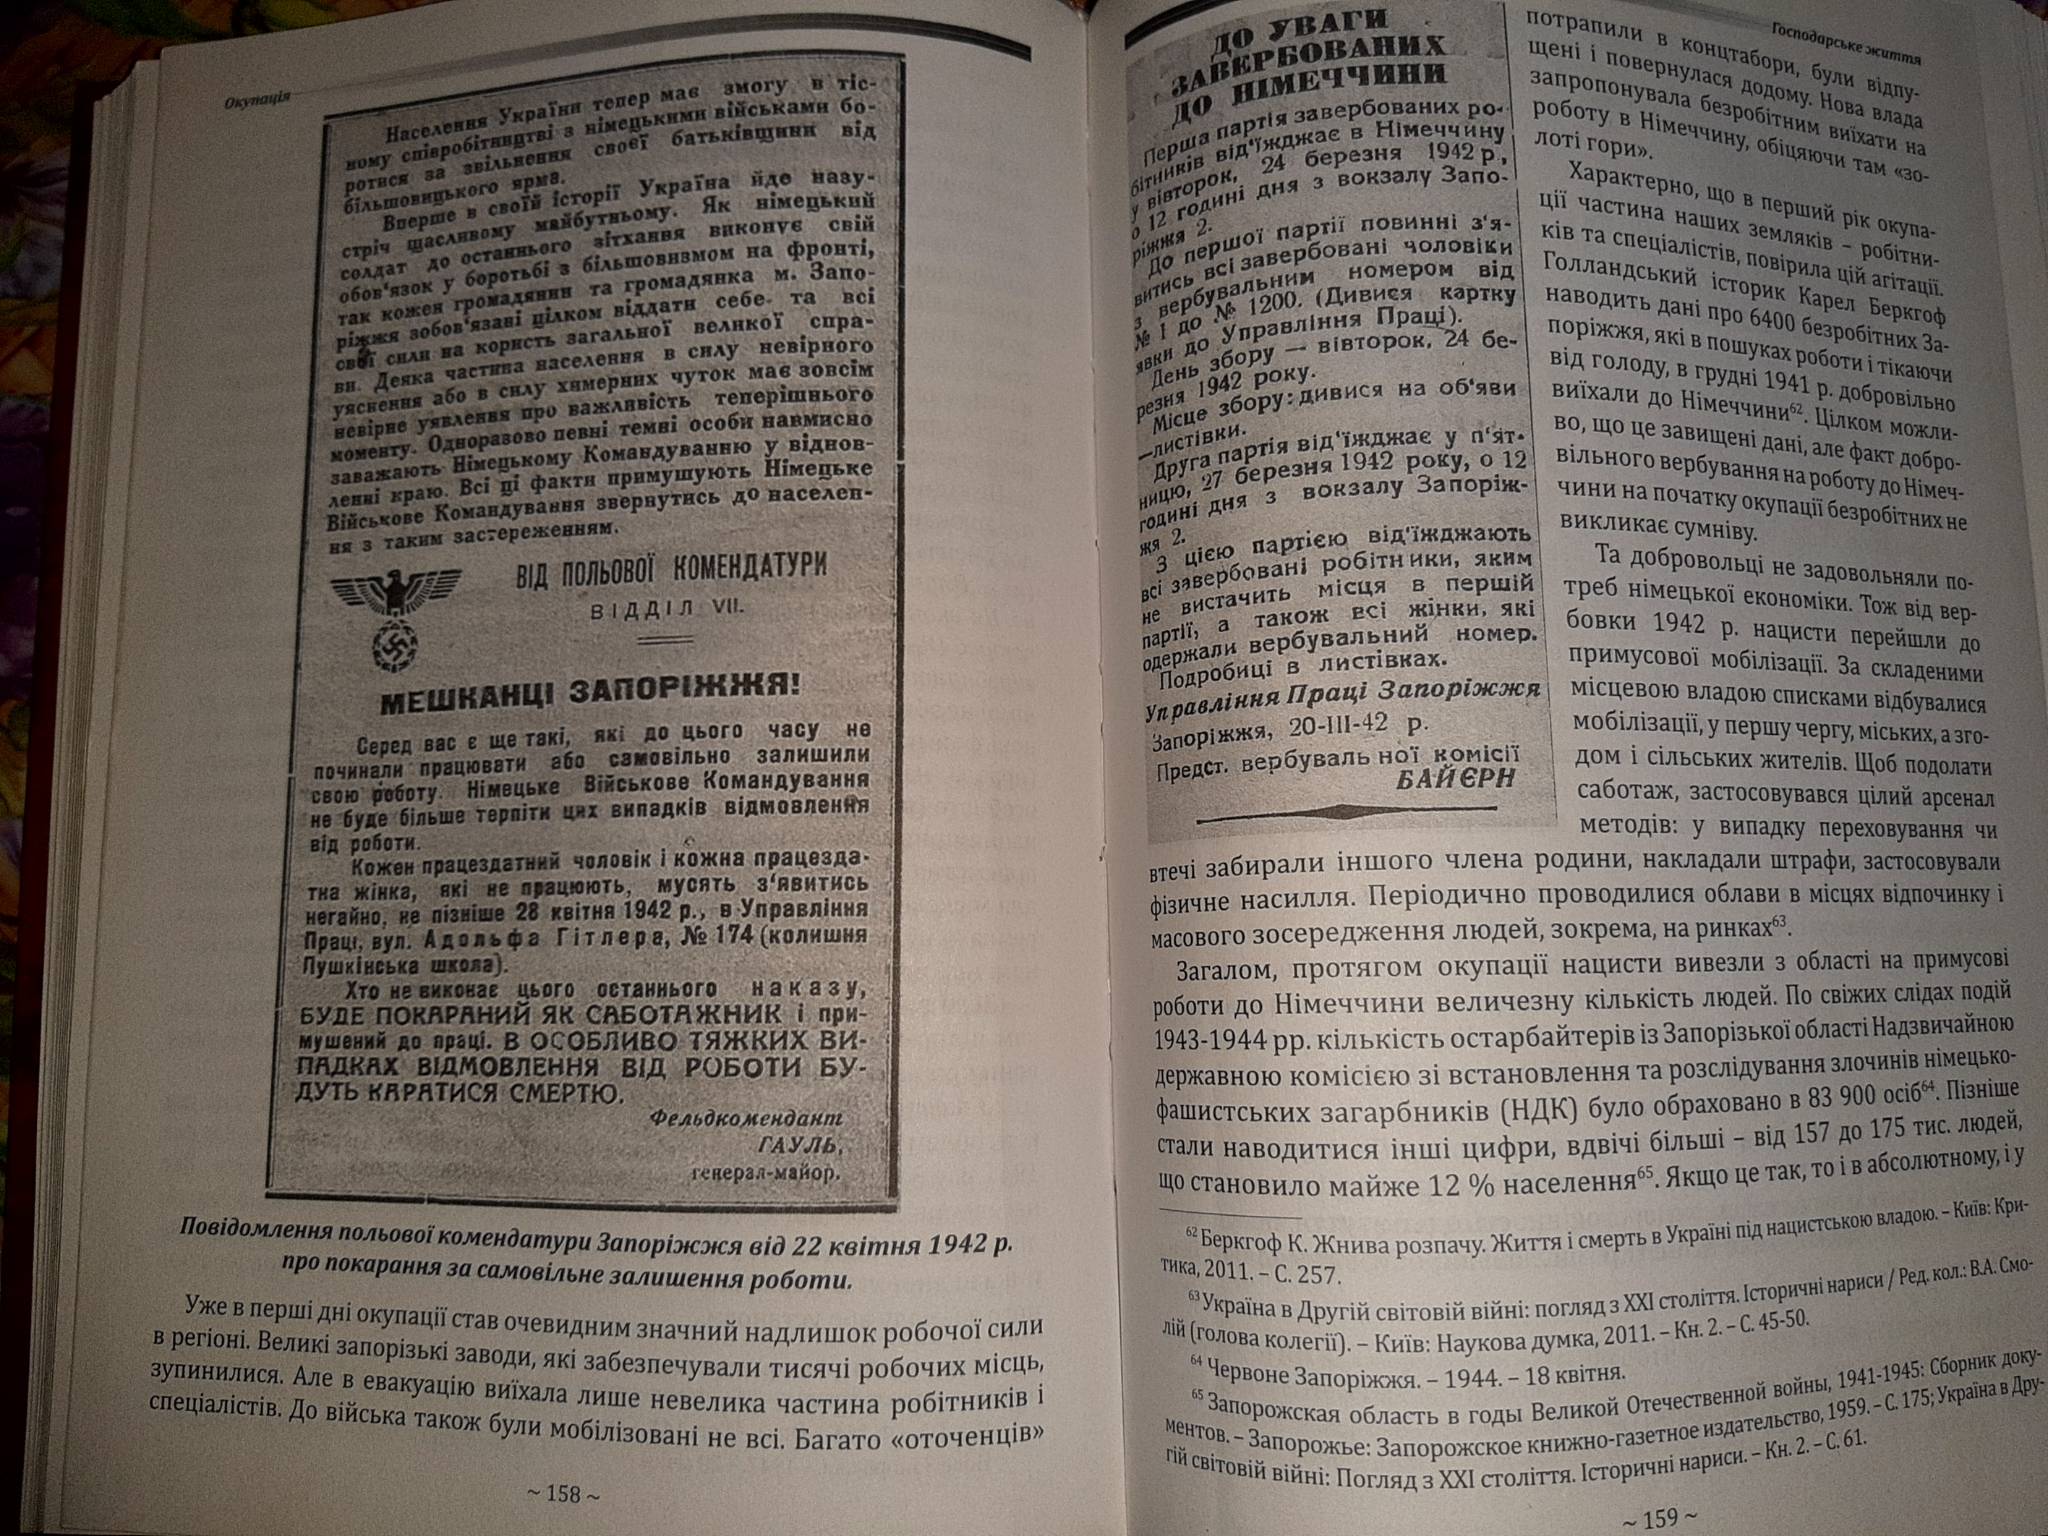 Окупація
Населення України тепер має змогу в тіс-
ному співробітництві з німецькими військами бо-
ротися за звільнення своєї батьківщини від
більшовицького ярма.
Вперше в своїй історії Україна йде назу-
стріч щасливому майбутньому. Як німецький
солдат до останнього зітхання виконує свій
обов'язок у боротьбі з більшовизмом на фронті,
так кожен громадянин та громадянка м. Запо-
ріжжя зобов'язані цілком віддати себе та всі
свої сили на користь загальної великої спра-
ви. Деяка частина населення в силу невірного
уяснення або в силу химерних чуток має зовсім
невірне уявлення про важливість теперішнього
моменту. Одноразово певні темні особи навмисно
заважають Німецькому Командуванню у віднов-
ленні краю. Всі ці факти примушують Німецьке
Військове Командування звернутись до населен-
ня з таким застереженням.
ВІД ПОЛЬОВОЇ КОМЕНДАТУРИ
ВІДДІЛ VII.
МЕШКАНЦІ ЗАПОРІЖЖЯ!
Серед вас є ще такі, які до цього часу не
починали працювати або самовільно залишили
свою роботу. Німецьке Військове Командування
не буде більше терпіти цих випадків відмовлення
від роботи.
Кожен працездатний чоловік і кожна працезда-
тна жінка, які не працюють, мусять з'явитись
негайно, не пізніше 28 квітня 1942 р., в Управління
Праці, вул. Адольфа Гітлера, № 174 (колишня
Пушкінська школа).
Хто не виконає цього останнього наказу,
БУДЕ ПОКАРАНИЙ ЯК САБОТАЖНИК і при-
мушений до праці. В ОСОБЛИВО ТЯЖКИХ ВИ-
ПАДКАХ ВІДМОВЛЕННЯ ВІД РОБОТИ БУ-
ДУТЬ КАРАТИСЯ СМЕРТЮ.
Фельдкомендант
ГАУЛЬ,
генерал-майор.
Повідомлення польової комендатури Запоріжжя від 22 квітня 1942 р.
про покарання за самовільне залишення роботи.
Уже в перші дні окупації став очевидним значний надлишок робочої сили
в регіоні. Великі запорізькі заводи, які забезпечували тисячі робочих місць,
зупинилися. Але в евакуацію виїхала лише невелика частина робітників і
спеціалістів. До війська також були мобілізовані не всі. Багато «оточенців»
~ 158 ~
Господарське життя
ДО УВАГИ
ЗАВЕРБОВАНИХ
ДО НІМЕЧЧИНИ
Перша партія завербованих ро-
бітників від'їжджає в Німеччину
у вівторок, 24 березня 1942 р.,
о 12 годині дня з вокзалу Запо-
ріжжя 2.
До першої партії повинні з'я-
витись всі завербовані чоловіки
з вербувальним номером від
№ 1 до № 1200. (Дивися картку
явки до Управління Праці).
День збору — вівторок, 24 бе-
резня 1942 року.
Місце збору: дивися на об'яви
—листівки.
Друга партія від'їжджає у п'ят-
ницю, 27 березня 1942 року, о 12
годині дня з вокзалу Запоріж-
жя 2.
З цією партією від'їжджають
всі завербовані робітники, яким
не вистачить місця в першій
партії, а також всі жінки, які
одержали вербувальний номер.
Подробиці в листівках.
Управління Праці Запоріжжя
Запоріжжя, 20-III-42 р.
Предст. вербувальної комісії
БАЙЄРН
потрапили в концтабори, були відпу-
щені і повернулася додому. Нова влада
запропонувала безробітним виїхати на
роботу в Німеччину, обіцяючи там «зо-
лоті гори».
Характерно, що в перший рік окупа-
ції частина наших земляків – робітни-
ків та спеціалістів, повірила цій агітації.
Голландський історик Карел Беркгоф
наводить дані про 6400 безробітних За-
поріжжя, які в пошуках роботи і тікаючи
від голоду, в грудні 1941 р. добровільно
виїхали до Німеччини⁶². Цілком можли-
во, що це завищені дані, але факт добро-
вільного вербування на роботу до Німеч-
чини на початку окупації безробітних не
викликає сумніву.
Та добровольці не задовольняли по-
треб німецької економіки. Тож від вер-
бовки 1942 р. нацисти перейшли до
примусової мобілізації. За складеними
місцевою владою списками відбувалися
мобілізації, у першу чергу, міських, а зго-
дом і сільських жителів. Щоб подолати
саботаж, застосовувався цілий арсенал
методів: у випадку переховування чи
втечі забирали іншого члена родини, накладали штрафи, застосовували
фізичне насилля. Періодично проводилися облави в місцях відпочинку і
масового зосередження людей, зокрема, на ринках⁶³.
Загалом, протягом окупації нацисти вивезли з області на примусові
роботи до Німеччини величезну кількість людей. По свіжих слідах подій
1943-1944 рр. кількість остарбайтерів із Запорізької області Надзвичайною
державною комісією зі встановлення та розслідування злочинів німецько-
фашистських загарбників (НДК) було обраховано в 83 900 осіб⁶⁴. Пізніше
стали наводитися інші цифри, вдвічі більші – від 157 до 175 тис. людей,
що становило майже 12 % населення⁶⁵. Якщо це так, то і в абсолютному, і у
⁶² Беркгоф К. Жнива розпачу. Життя і смерть в Україні під нацистською владою. – Київ: Кри-
тика, 2011. – С. 257.
⁶³ Україна в Другій світовій війні: погляд з ХХІ століття. Історичні нариси / Ред. кол.: В.А. Смо-
лій (голова колегії). – Київ: Наукова думка, 2011. – Кн. 2. – С. 45-50.
⁶⁴ Червоне Запоріжжя. – 1944. – 18 квітня.
⁶⁵ Запорожская область в годы Великой Отечественной войны, 1941-1945: Сборник доку-
ментов. – Запорожье: Запорожское книжно-газетное издательство, 1959. – С. 175; Україна в Дру-
гій світовій війні: Погляд з ХХІ століття. Історичні нариси. – Кн. 2. – С. 61.
~ 159 ~